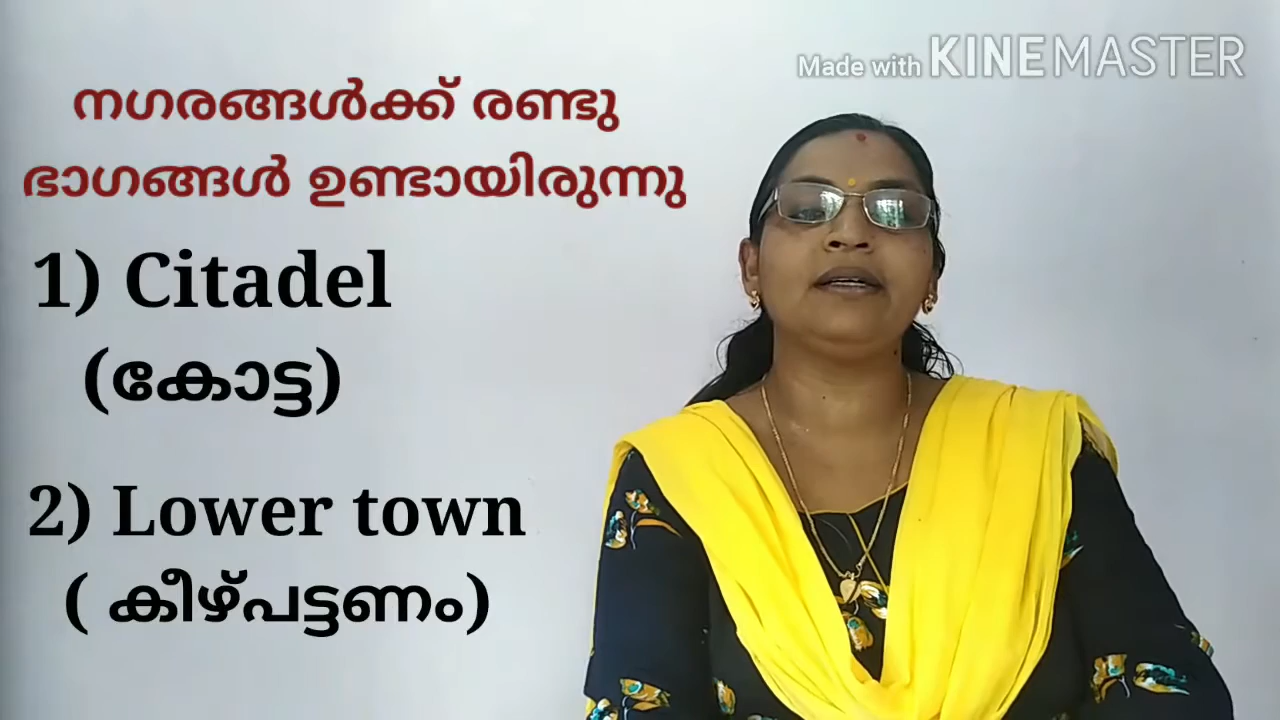 Made with KINEMASTER
നഗരങ്ങൾക്ക് രണ്ടു
ഭാഗങ്ങൾ ഉണ്ടായിരുന്നു
1) Citadel
(കോട്ട)
2) Lower town
( കീഴ്പട്ടണം)